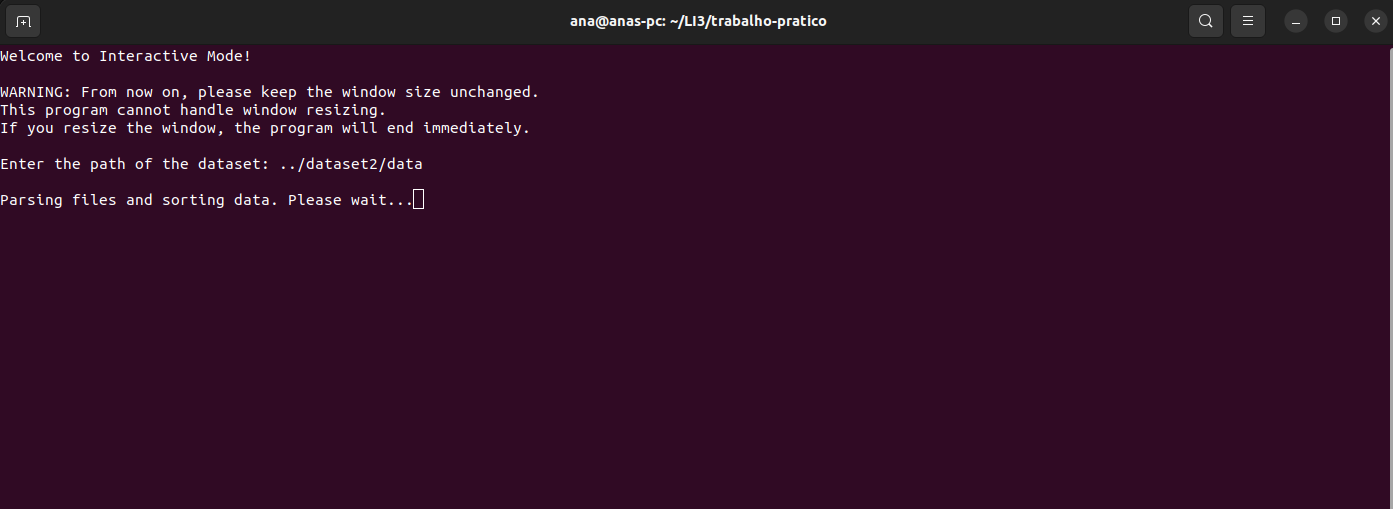 ana@anas-pc: ~/LI3/trabalho-pratico
Welcome to Interactive Mode!
WARNING: From now on, please keep the window size unchanged.
This program cannot handle window resizing.
If you resize the window, the program will end immediately.
Enter the path of the dataset: ../dataset2/data
Parsing files and sorting data. Please wait...